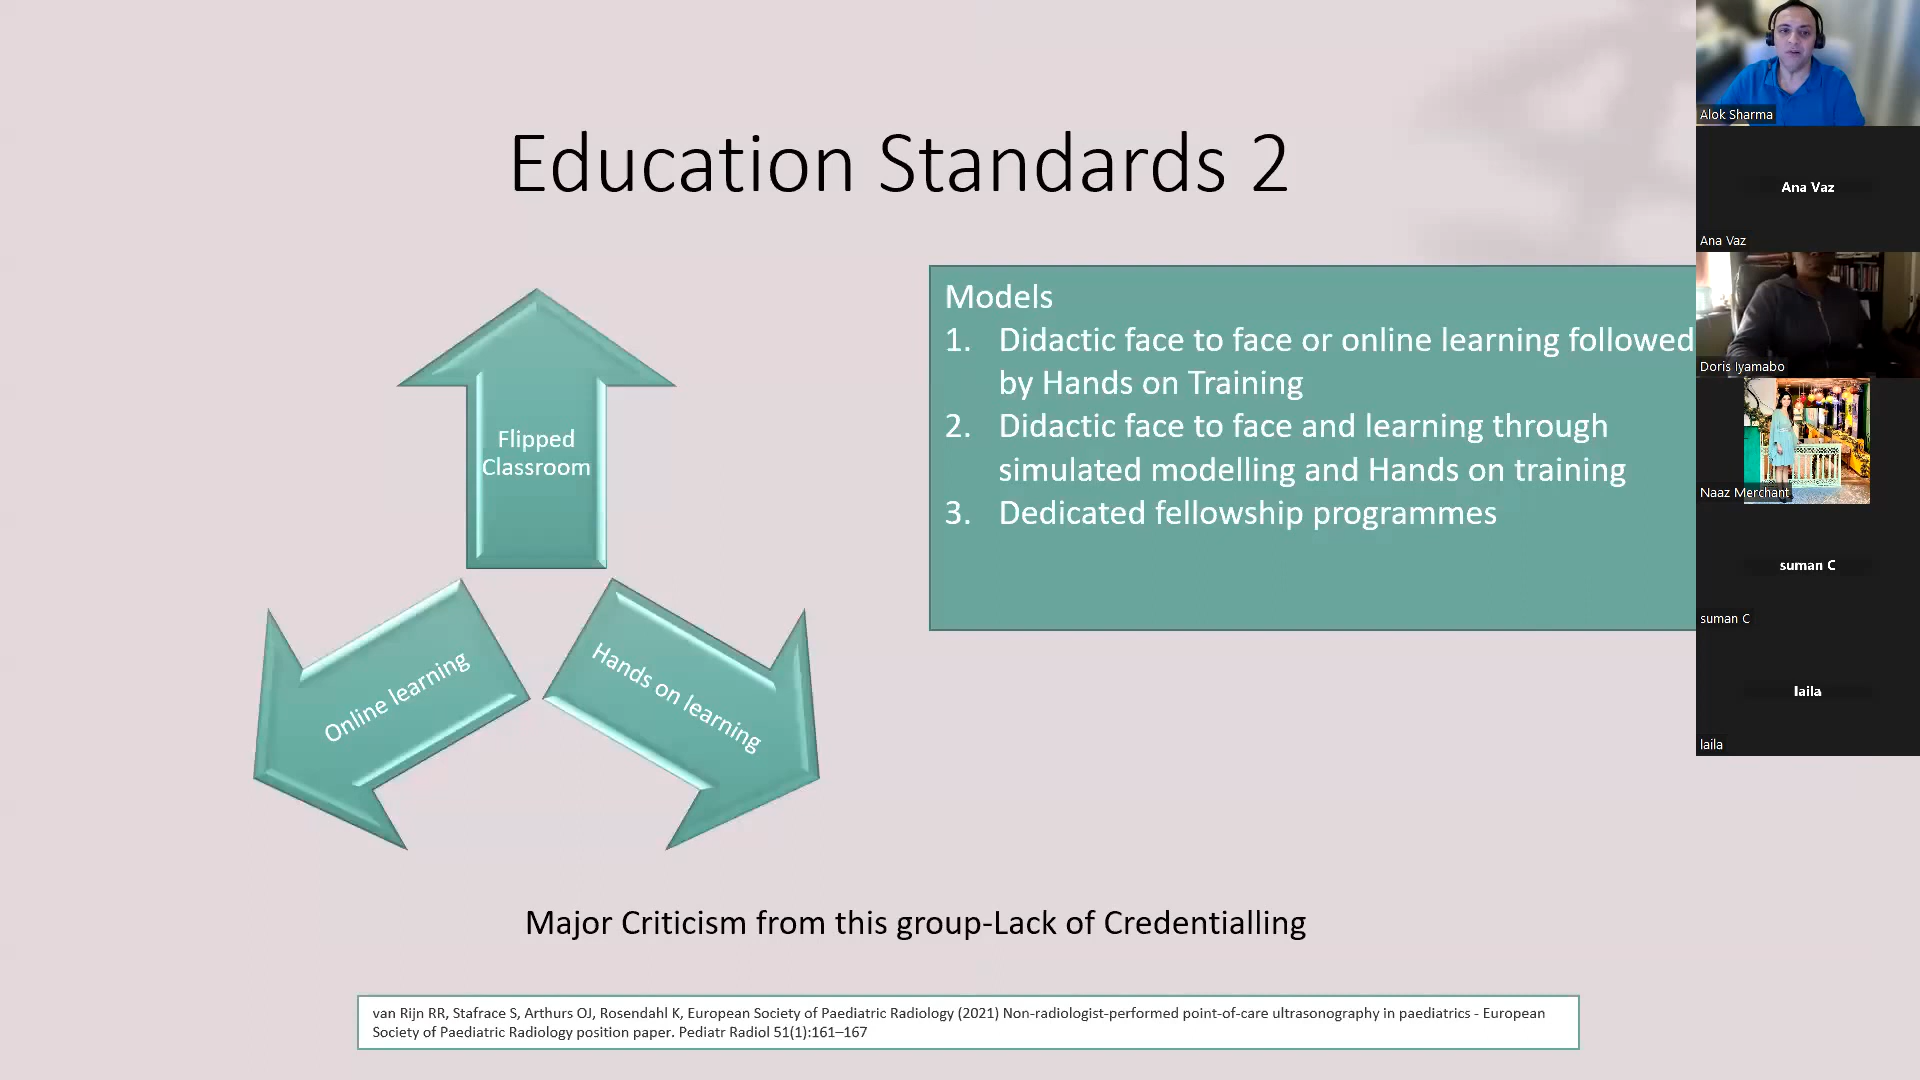 Education Standards 2
Flipped
Classroom
Online learning
Hands on learning
Models
1. Didactic face to face or online learning followed
by Hands on Training
2. Didactic face to face and learning through
simulated modelling and Hands on training
3. Dedicated fellowship programmes
Major Criticism from this group-Lack of Credentialling
van Rijn RR, Stafrace S, Arthurs OJ, Rosendahl K, European Society of Paediatric Radiology (2021) Non-radiologist-performed point-of-care ultrasonography in paediatrics - European
Society of Paediatric Radiology position paper. Pediatr Radiol 51(1):161–167
Alok Sharma
Ana Vaz
Ana Vaz
Doris Iyamabo
Naaz Merchant
suman C
suman C
laila
laila